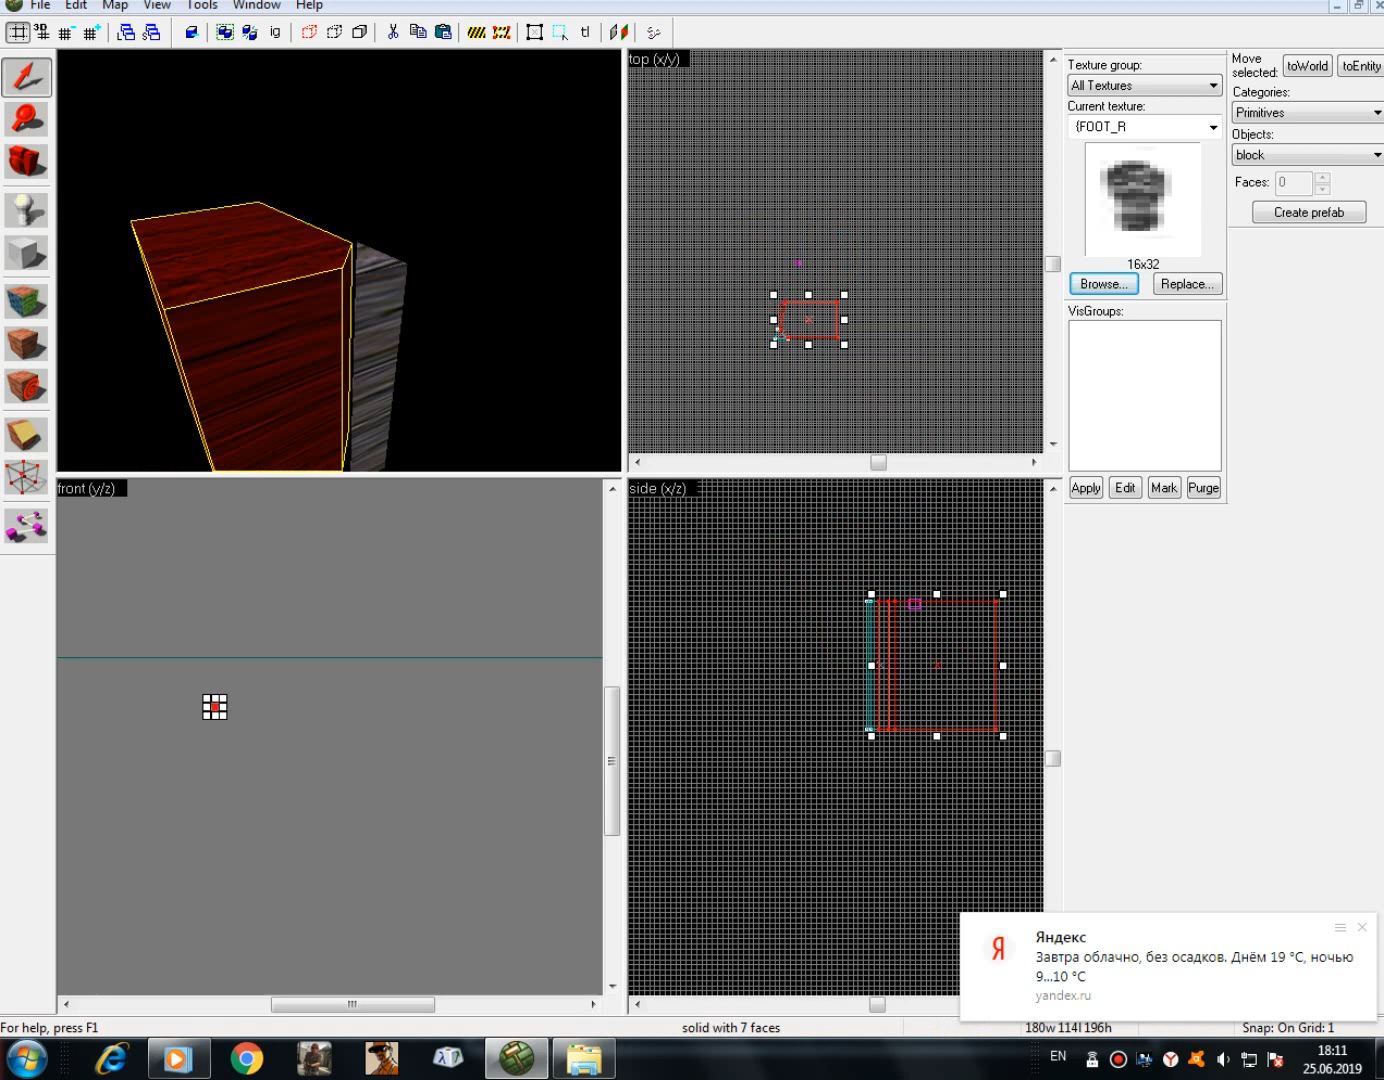 File Edit Map View Tools Window Help
3D
ig
tl
top (x/y)
front (y/z)
side (x/z)
Texture group:
All Textures
Current texture:
{FOOT_R
16x32
Browse... Replace...
VisGroups:
Apply Edit Mark Purge
Move
selected: toWorld toEntity
Categories:
Primitives
Objects:
block
Faces: 0
Create prefab
Яндекс
Завтра облачно, без осадков. Днём 19 °C, ночью
9...10 °C
yandex.ru
For help, press F1
solid with 7 faces
180w 114l 196h
Snap: On Grid: 1
EN
18:11
25.06.2019